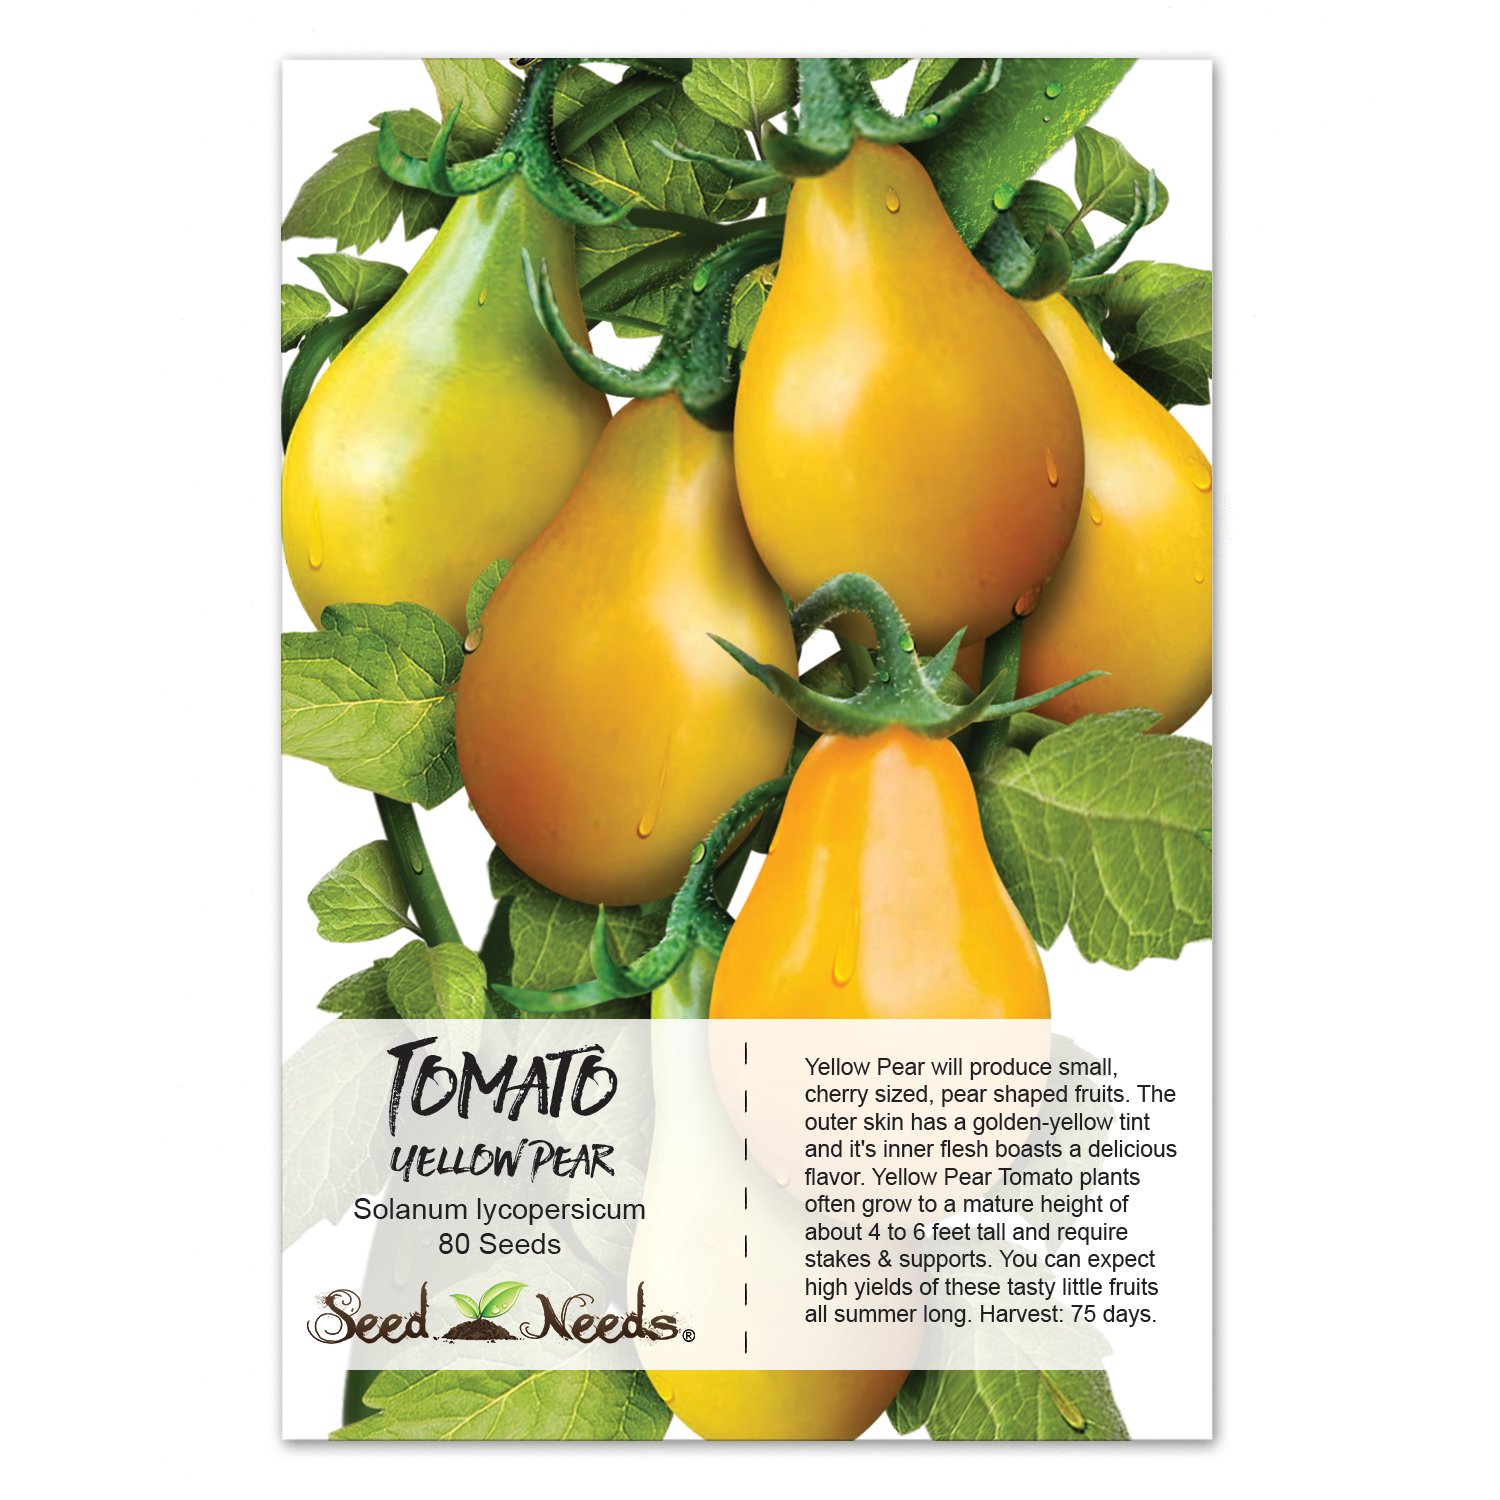 TOMATO
YELLOW PEAR
Solanum lycopersicum
80 Seeds
Seed Needs®
Yellow Pear will produce small,
cherry sized, pear shaped fruits. The
outer skin has a golden-yellow tint
and it's inner flesh boasts a delicious
flavor. Yellow Pear Tomato plants
often grow to a mature height of
about 4 to 6 feet tall and require
stakes & supports. You can expect
high yields of these tasty little fruits
all summer long. Harvest: 75 days.